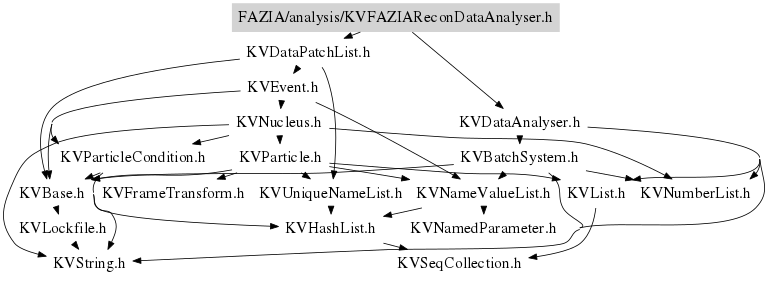 FAZIA/analysis/KVFAZIAReconDataAnalyser.h
KVDataPatchList.h
KVEvent.h
KVNucleus.h
KVDataAnalyser.h
KVParticleCondition.h
KVParticle.h
KVBatchSystem.h
KVBase.h
KVFrameTransform.h
KVUniqueNameList.h
KVNameValueList.h
KVList.h
KVNumberList.h
KVLockfile.h
KVHashList.h
KVNamedParameter.h
KVString.h
KVSeqCollection.h